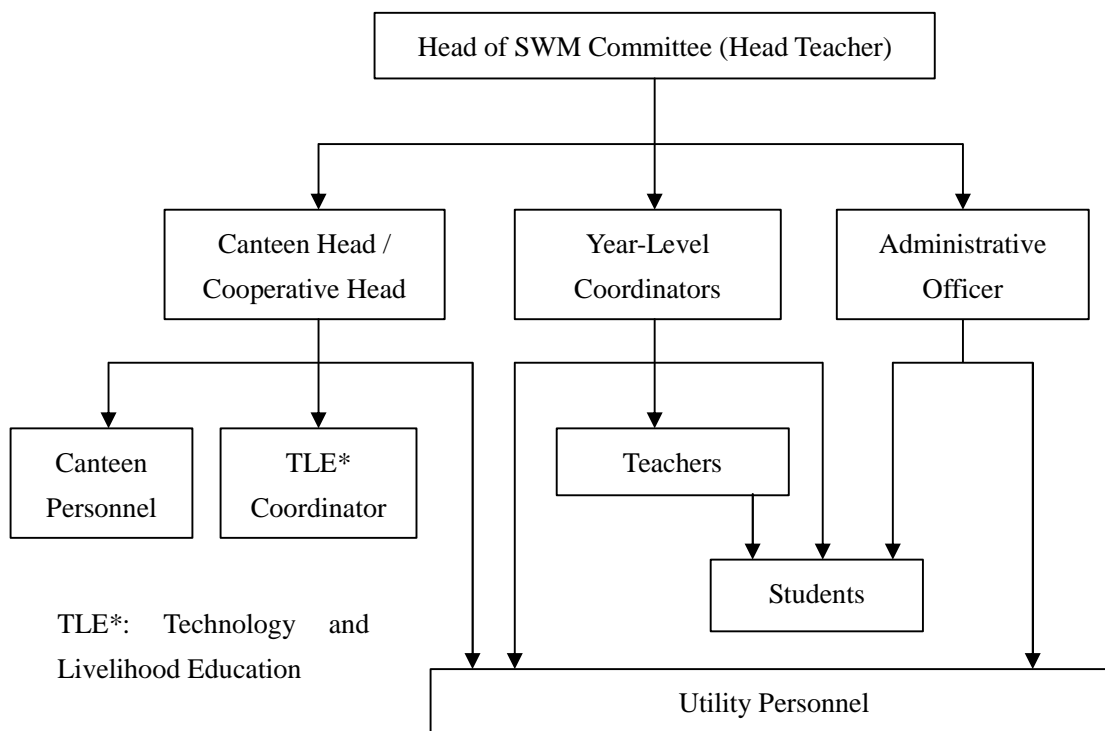 Head of SWM Committee (Head Teacher)
Canteen Head /
Cooperative Head
Year-Level
Coordinators
Administrative
Officer
Canteen
Personnel
TLE*
Coordinator
Teachers
Students
TLE*: Technology and
Livelihood Education
Utility Personnel